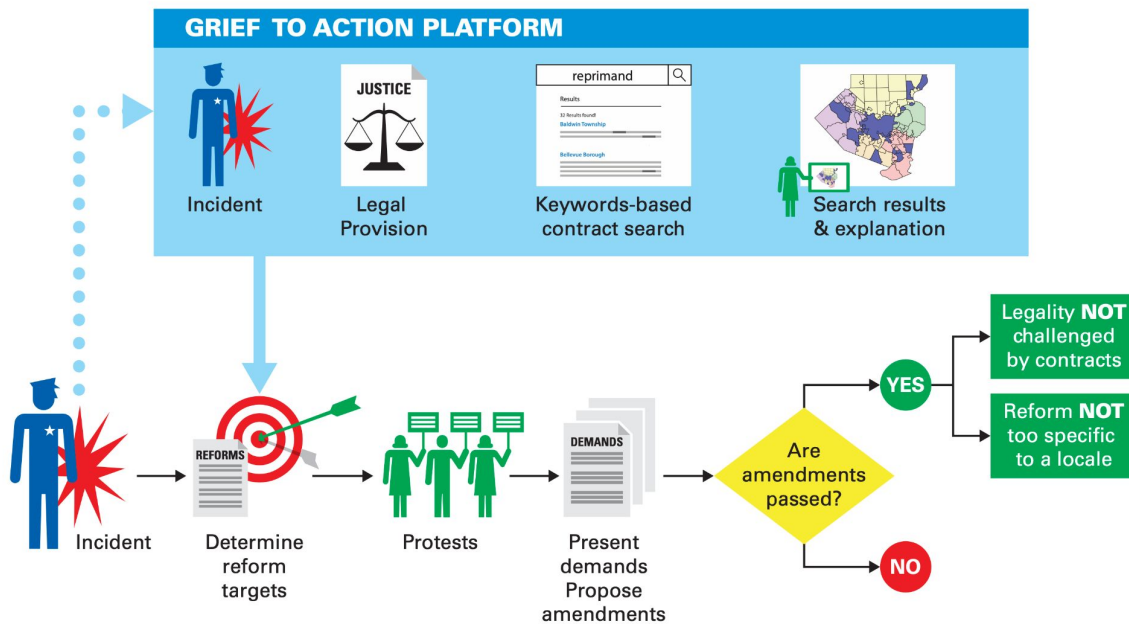 GRIEF TO ACTION PLATFORM
Incident
JUSTICE
Legal
Provision
reprimand
Results
32 Results found!
Baldwin Township
Bellevue Borough
Keywords-based
contract search
Search results
& explanation
Incident
REFORMS
Determine
reform
targets
Protests
DEMANDS
Present
demands
Propose
amendments
Are
amendments
passed?
YES
NO
Legality NOT
challenged
by contracts
Reform NOT
too specific
to a locale